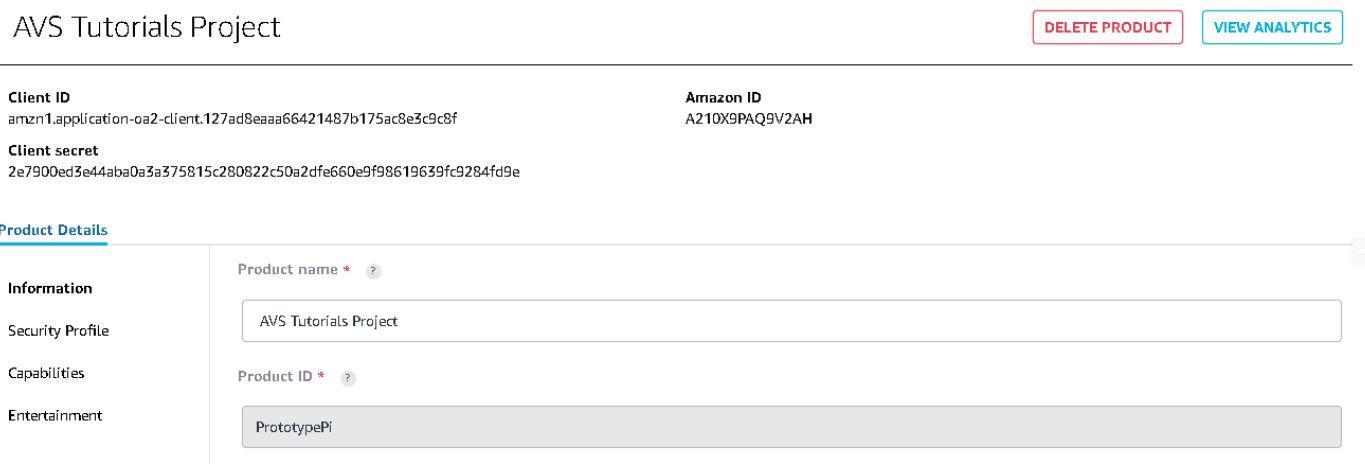 AVS Tutorials Project
DELETE PRODUCT
VIEW ANALYTICS
Client ID
Amazon ID
amzn1.application-oa2-client.127ad8eaaa66421487b175ac8e3c9c8f
A210X9PAQ9V2AH
Client secret
2e7900ed3e44aba0a3a375815c280822c50a2dfe660e9f98619639fc9284fd9e
Product Details
Information
Security Profile
Capabilities
Entertainment
Product name * ?
AVS Tutorials Project
Product ID * ?
PrototypePi